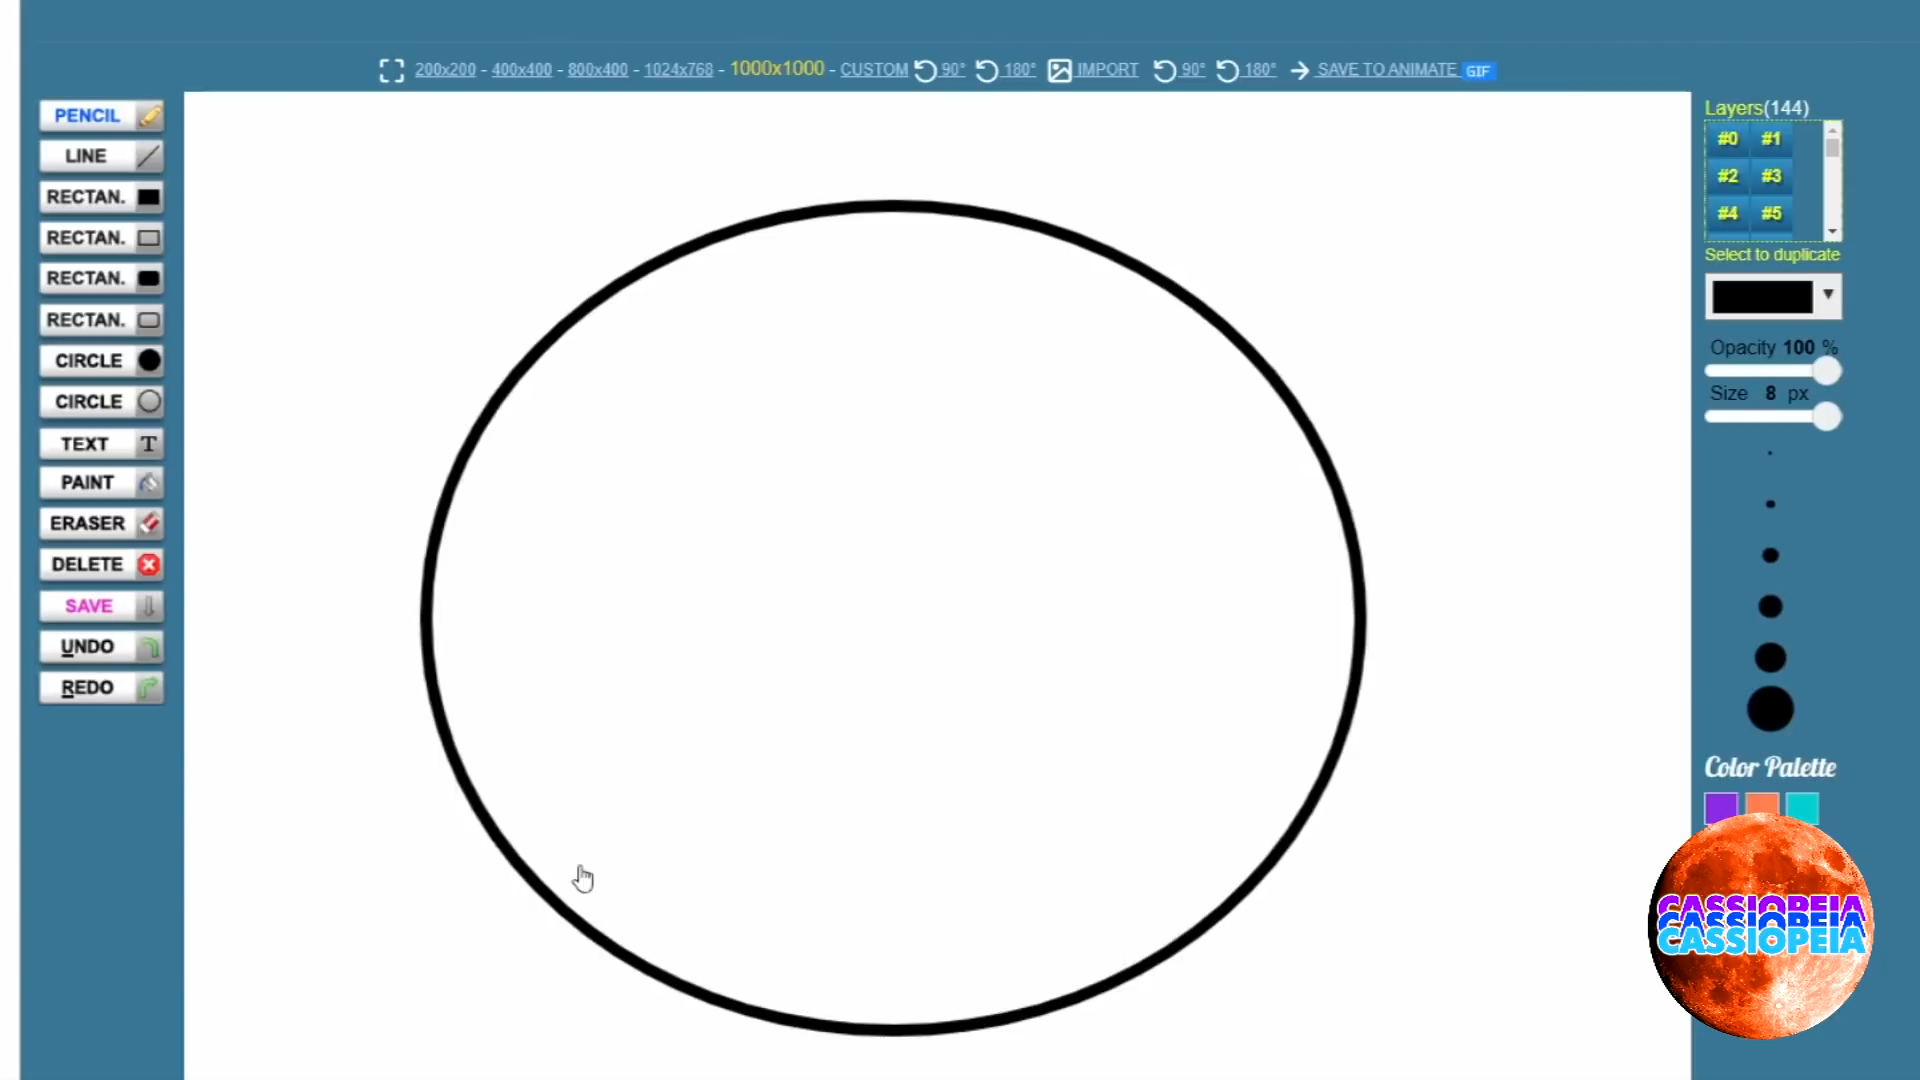 200x200 - 400x400 - 800x400 - 1024x768 - 1000x1000 - CUSTOM 90° 180° IMPORT 90° 180° SAVE TO ANIMATE GIF
PENCIL
LINE
RECTAN.
RECTAN.
RECTAN.
RECTAN.
CIRCLE
CIRCLE
TEXT T
PAINT
ERASER
DELETE
SAVE
UNDO
REDO
Layers(144)
#0 #1
#2 #3
#4 #5
Select to duplicate
Opacity 100 %
Size 8 px
Color Palette
CASSIOPEIA
CASSIOPEIA
CASSIOPEIA